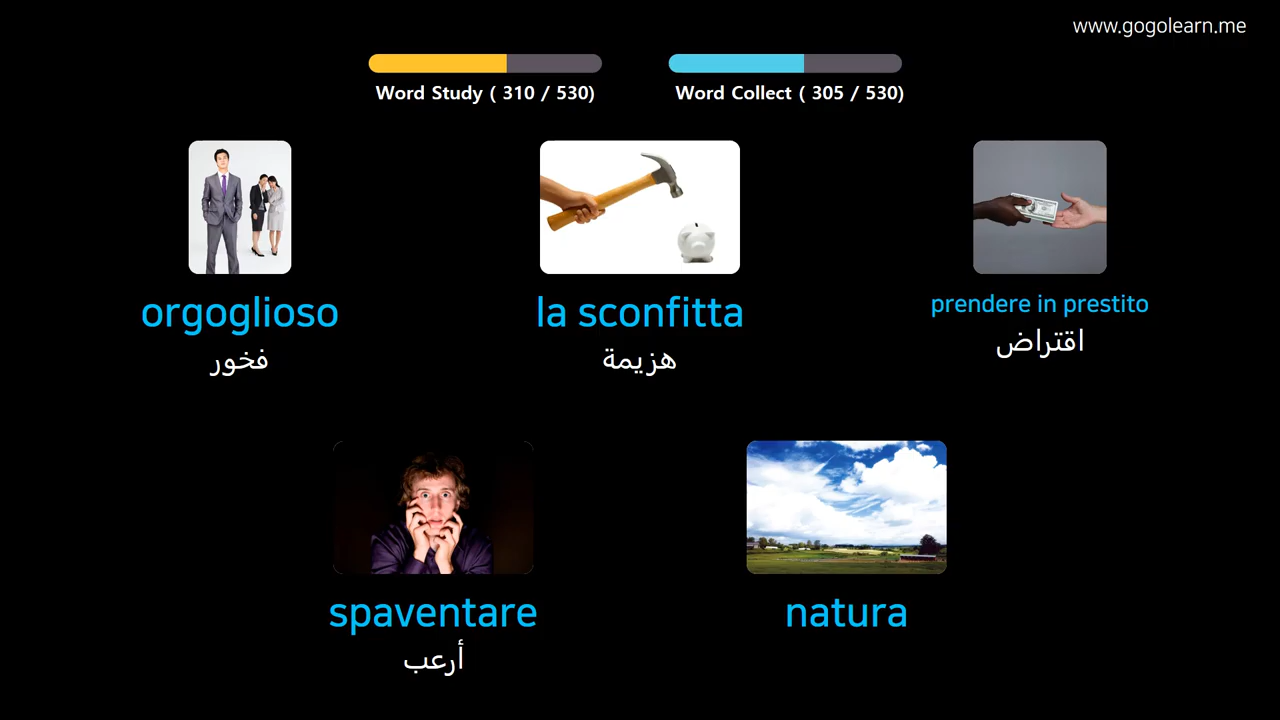 www.gogolearn.me
Word Study ( 310 / 530)
Word Collect ( 305 / 530)
orgoglioso
فخور
la sconfitta
هزيمة
prendere in prestito
اقتراض
spaventare
أرعب
natura